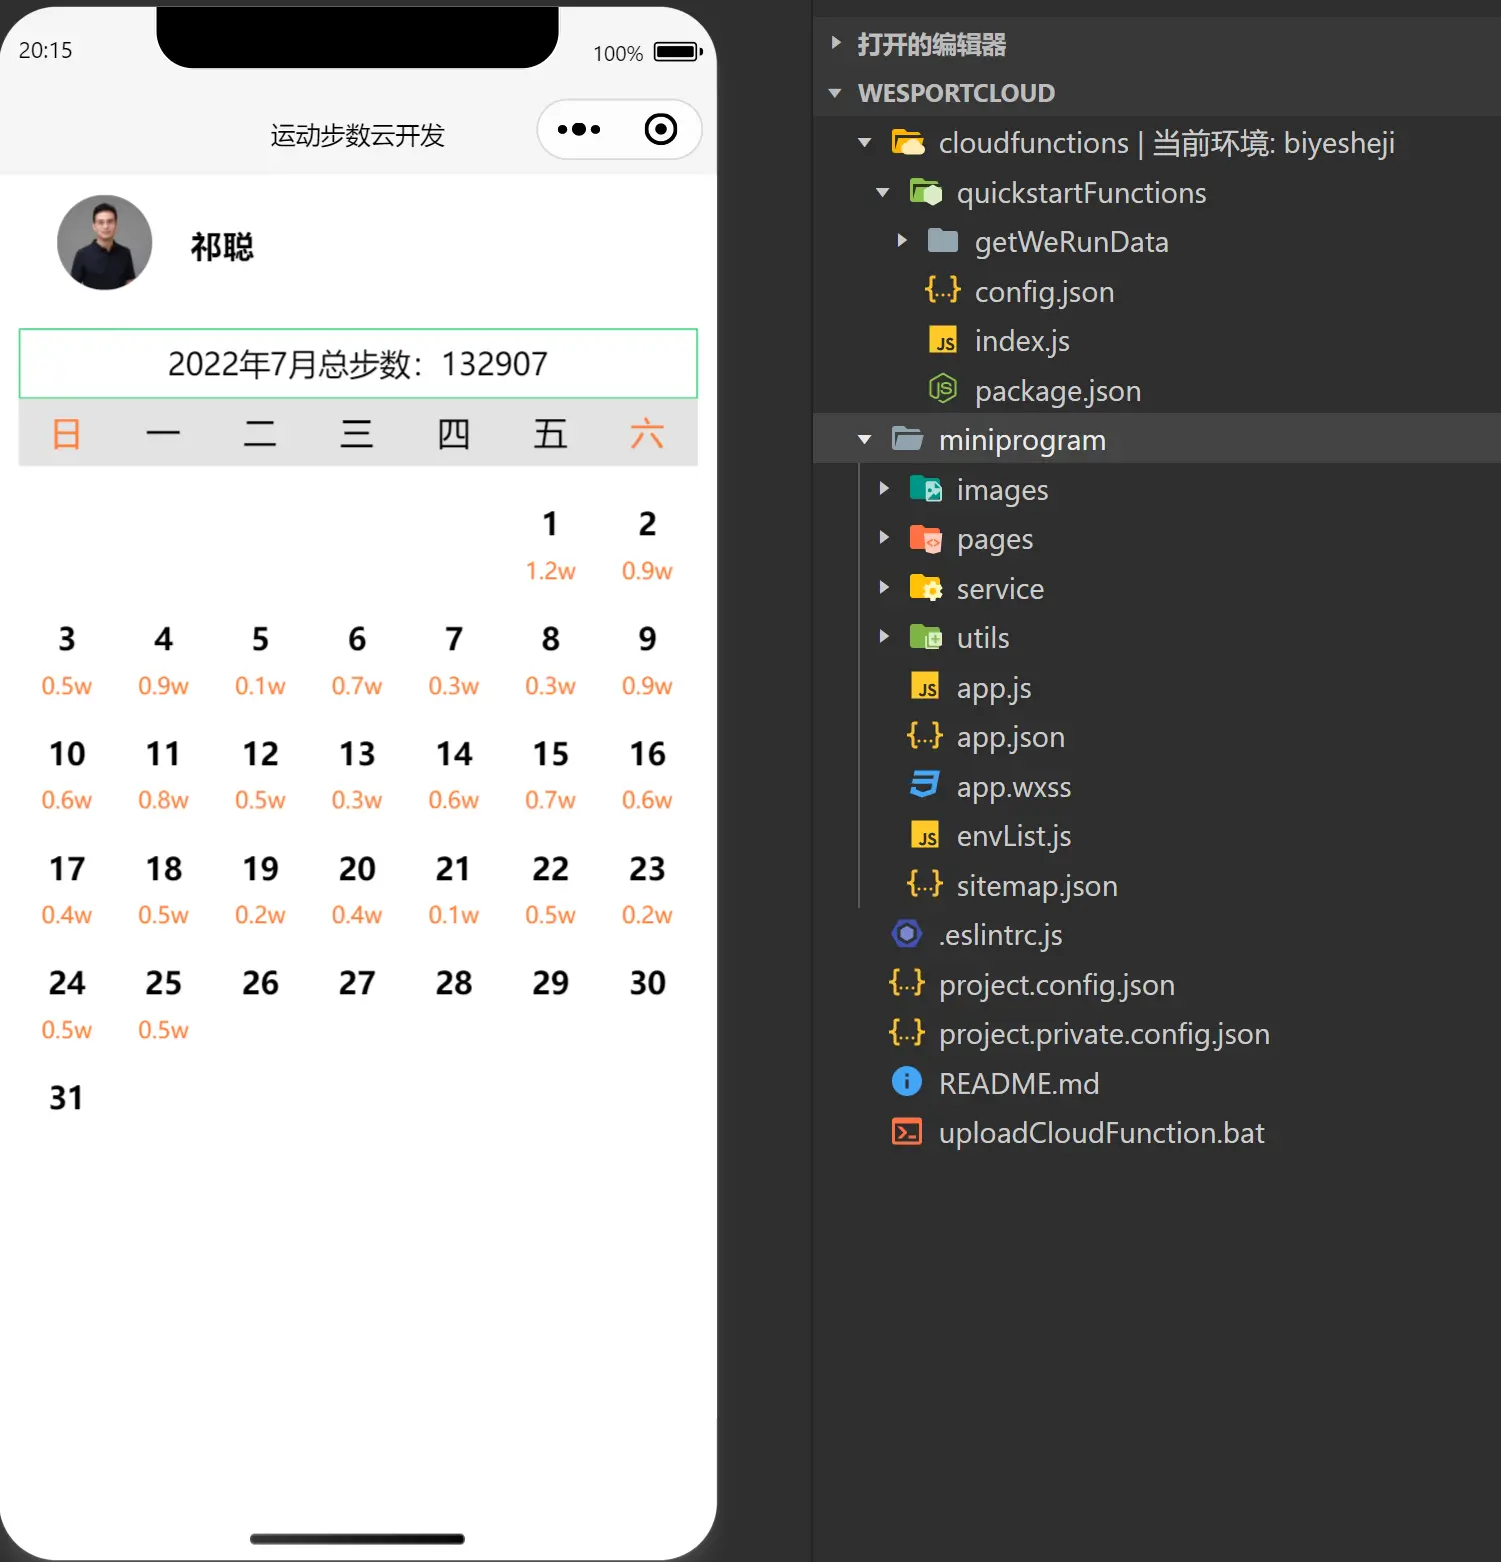 20:15
100%
运动步数云开发
祁聪
2022年7月总步数：132907
日 一 二 三 四 五 六
1 2
1.2w 0.9w
3 4 5 6 7 8 9
0.5w 0.9w 0.1w 0.7w 0.3w 0.3w 0.9w
10 11 12 13 14 15 16
0.6w 0.8w 0.5w 0.3w 0.6w 0.7w 0.6w
17 18 19 20 21 22 23
0.4w 0.5w 0.2w 0.4w 0.1w 0.5w 0.2w
24 25 26 27 28 29 30
0.5w 0.5w
31
打开的编辑器
WESPORTCLOUD
cloudfunctions | 当前环境: biyesheji
quickstartFunctions
getWeRunData
{..} config.json
JS index.js
JS package.json
miniprogram
images
pages
service
utils
JS app.js
{..} app.json
app.wxss
JS envList.js
{..} sitemap.json
.eslintrc.js
{..} project.config.json
{..} project.private.config.json
README.md
uploadCloudFunction.bat